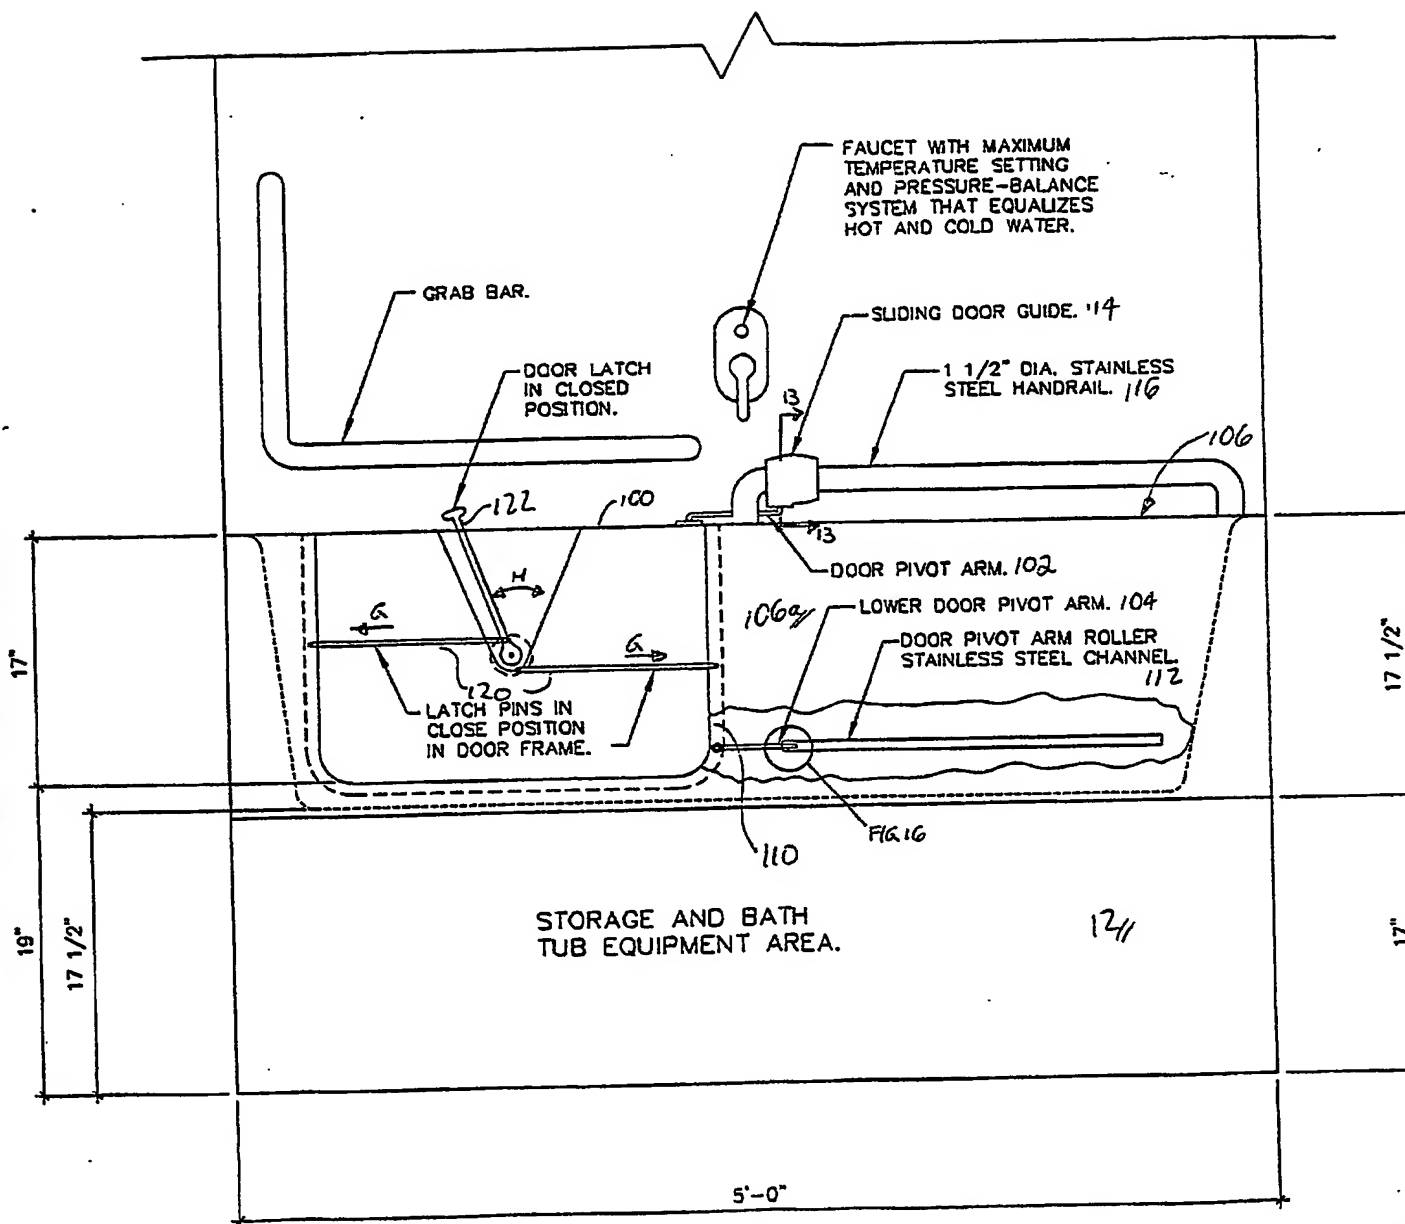 FAUCET WITH MAXIMUM
TEMPERATURE SETTING
AND PRESSURE-BALANCE
SYSTEM THAT EQUALIZES
HOT AND COLD WATER.
GRAB BAR.
SLIDING DOOR GUIDE. 114
DOOR LATCH
IN CLOSED
POSITION.
1 1/2" DIA. STAINLESS
STEEL HANDRAIL. 116
13
106
122
100
13
DOOR PIVOT ARM. 102
H
106a
LOWER DOOR PIVOT ARM. 104
G
G
DOOR PIVOT ARM ROLLER
STAINLESS STEEL CHANNEL
112
17"
17 1/2"
120
LATCH PINS IN
CLOSE POSITION
IN DOOR FRAME.
FIG 16
110
STORAGE AND BATH
TUB EQUIPMENT AREA.
12
19"
17 1/2"
17"
5'-0"